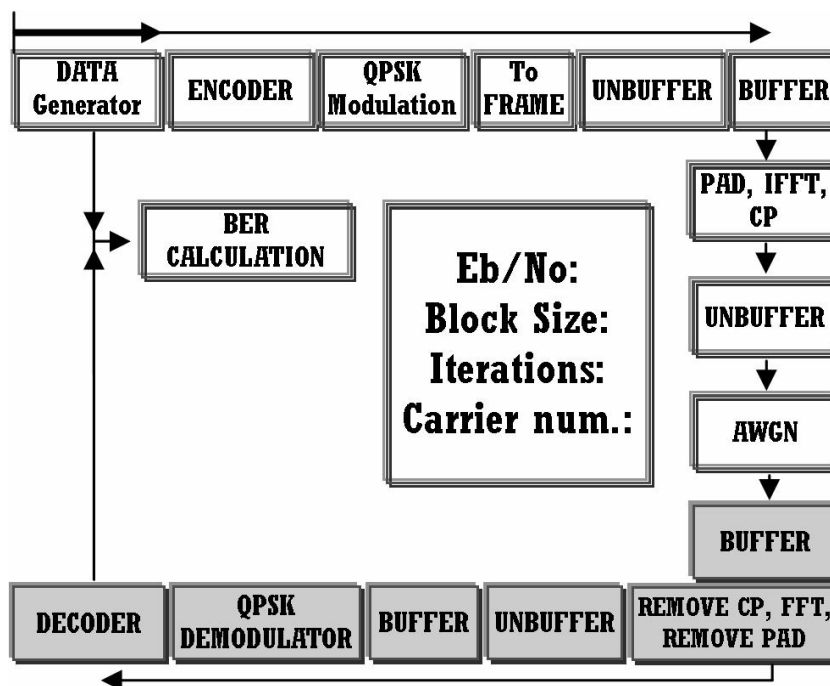 DATA
Generator
ENCODER
QPSK
Modulation
To
FRAME
UNBUFFER
BUFFER
PAD, IFFT,
CP
BER
CALCULATION
Eb/No:
Block Size:
Iterations:
Carrier num.:
UNBUFFER
AWGN
BUFFER
DECODER
QPSK
DEMODULATOR
BUFFER
UNBUFFER
REMOVE CP, FFT,
REMOVE PAD